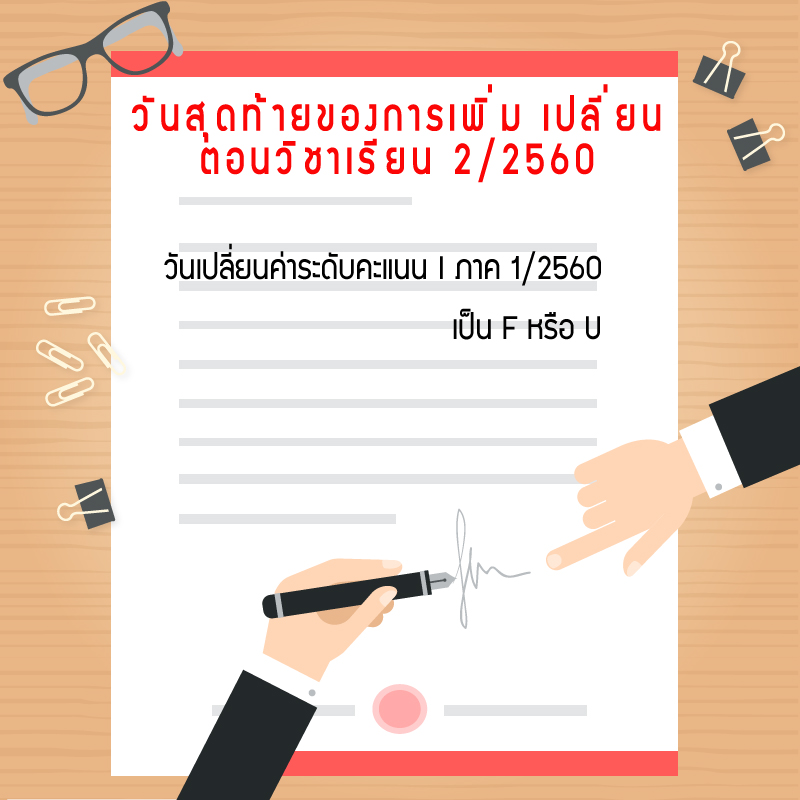 วันสุดท้ายของการเพิ่ม เปลี่ยน
ตอนวิชาเรียน 2/2560
วันเปลี่ยนค่าระดับคะแนน I ภาค 1/2560
เป็น F หรือ U